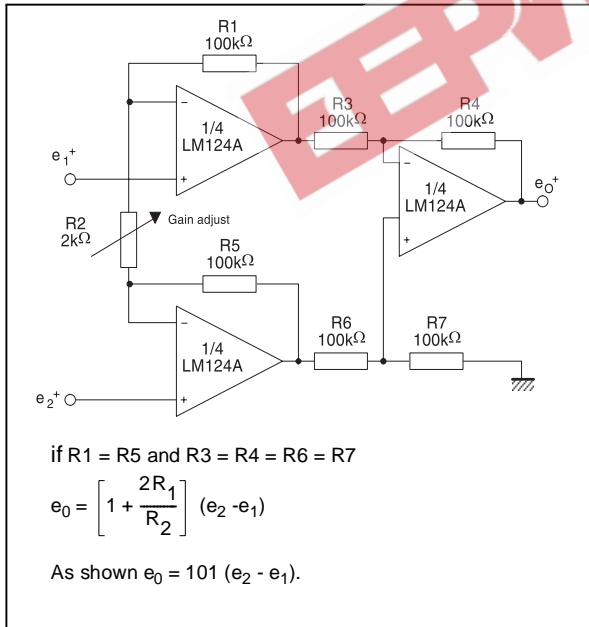 R1
100kΩ
R3
100kΩ
R4
100kΩ
1/4
LM124A
e1+
1/4
LM124A
eO+
R2
2kΩ
Gain adjust
R5
100kΩ
R6
100kΩ
R7
100kΩ
1/4
LM124A
e2+
if R1 = R5 and R3 = R4 = R6 = R7
e0 = [1 + 2R1/R2] (e2 -e1)
As shown e0 = 101 (e2 - e1).